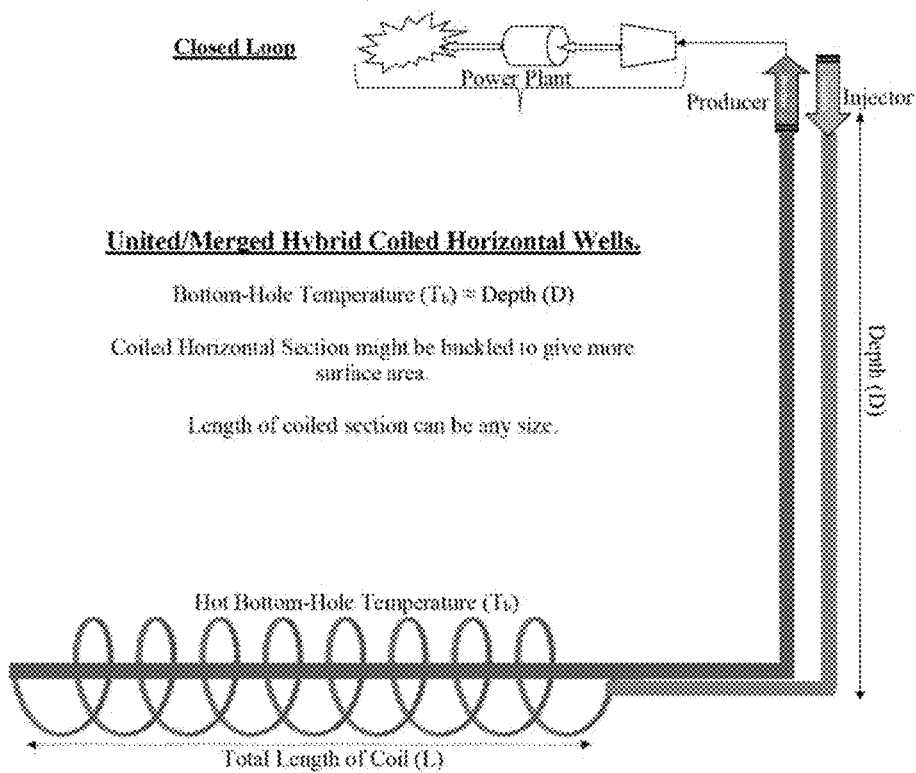 Closed Loop
Power Plant
Producer
Injector
United/Merged Hybrid Coiled Horizontal Wells.
Bottom-Hole Temperature (Tb) ≈ Depth (D)
Coiled Horizontal Section might be buckled to give more
surface area.
Length of coiled section can be any size.
Depth (D)
Hot Bottom-Hole Temperature (Tb)
Total Length of Coil (L)